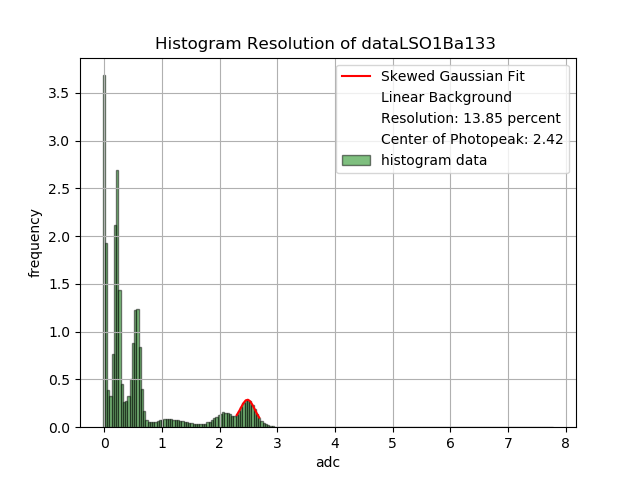 Histogram Resolution of dataLSO1Ba133
Skewed Gaussian Fit
Linear Background
Resolution: 13.85 percent
Center of Photopeak: 2.42
histogram data
frequency
3.5
3.0
2.5
2.0
1.5
1.0
0.5
0.0
0 1 2 3 4 5 6 7 8
adc